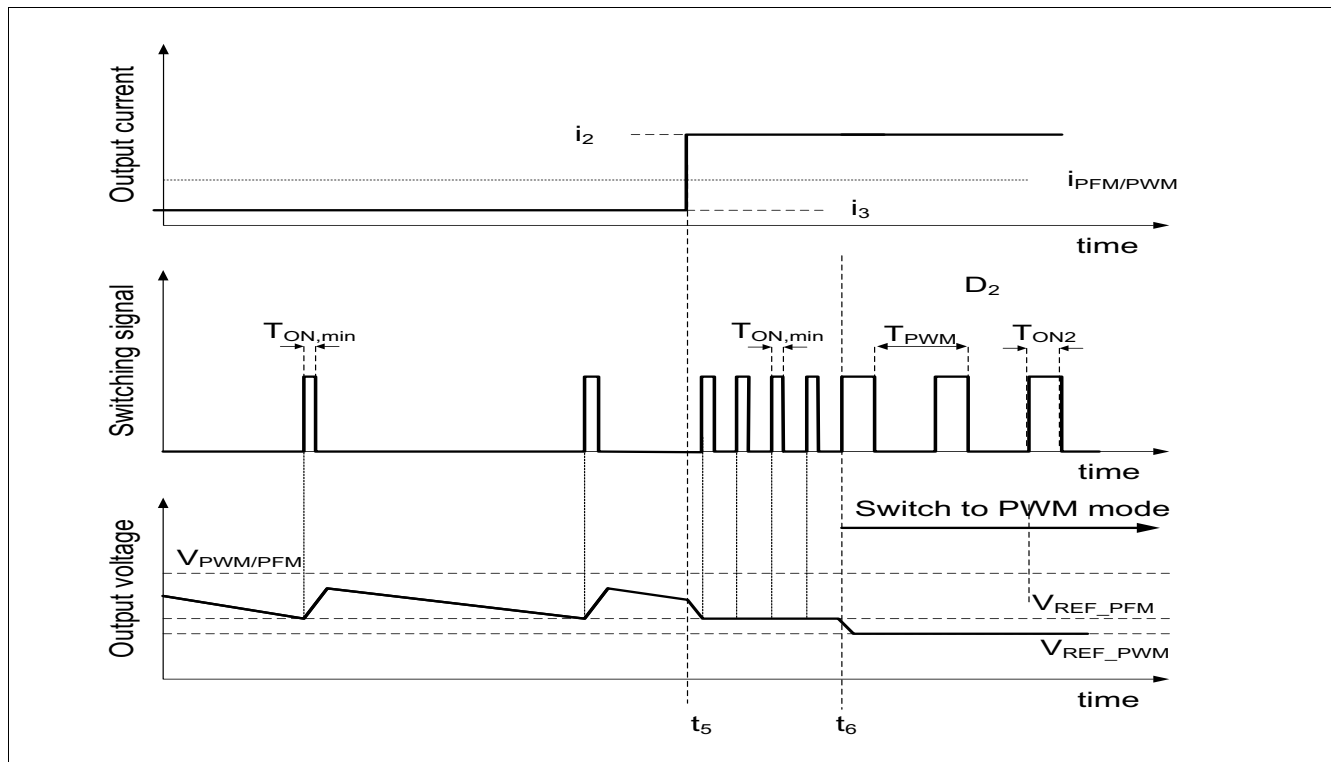 Output current
i2
iPFM/PWM
i3
time
Switching signal
D2
TON,min
TON,min
TPWM
TON2
time
Output voltage
Switch to PWM mode
VPWM/PFM
VREF_PFM
VREF_PWM
time
t5
t6